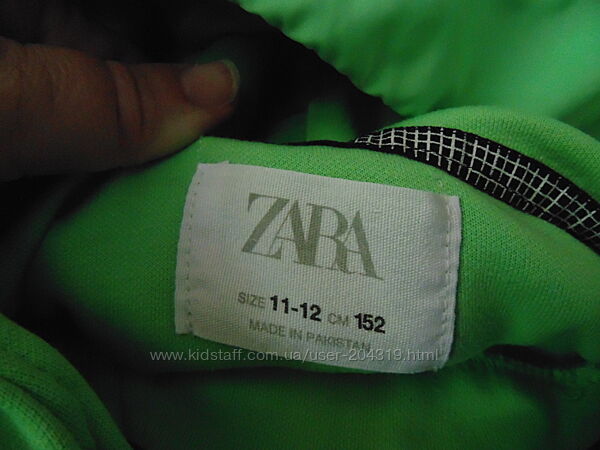 ZARA
SIZE 11-12 CM 152
MADE IN PAKISTAN
www.kidstaff.com.ua/user-204319.html